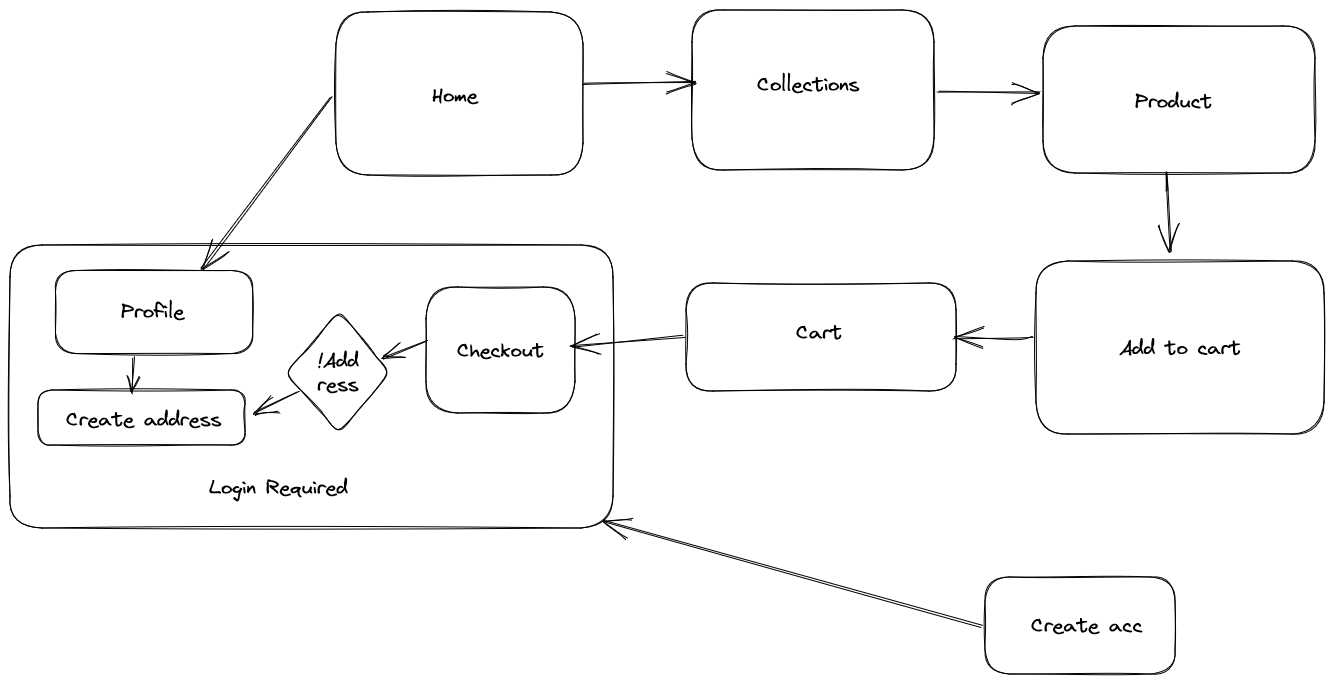 Home
Collections
Product
Profile
Create address
!Add
ress
Checkout
Cart
Add to cart
Login Required
Create acc